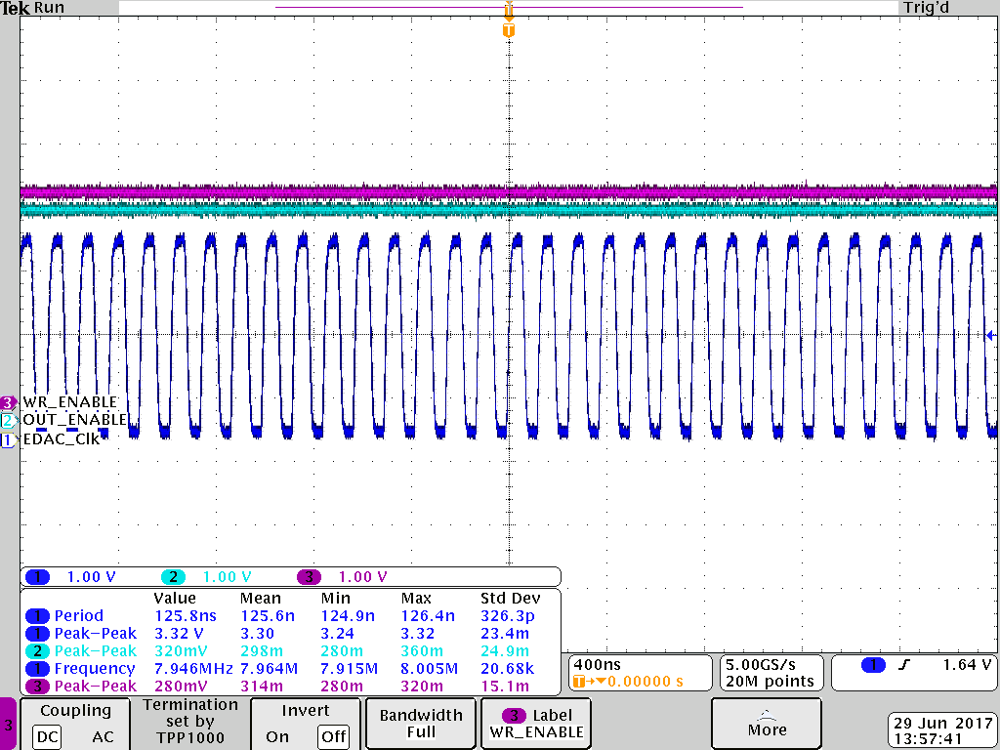 Tek Run Trig'd
T
T
3 WR_ENABLE
2 OUT_ENABLE
1 EDAC_Clk
1 1.00 V 2 1.00 V 3 1.00 V
Value Mean Min Max Std Dev
1 Period 125.8ns 125.6n 124.9n 126.4n 326.3p
1 Peak-Peak 3.32 V 3.30 3.24 3.32 23.4m
2 Peak-Peak 320mV 298m 280m 360m 24.9m
1 Frequency 7.946MHz 7.964M 7.915M 8.005M 20.68k
3 Peak-Peak 280mV 314m 280m 320m 15.1m
400ns
T→▼0.00000 s
5.00GS/s
20M points
1 1.64 V
3
Coupling
DC AC
Termination
set by
TPP1000
Invert
On Off
Bandwidth
Full
3 Label
WR_ENABLE
More
29 Jun 2017
13:57:41